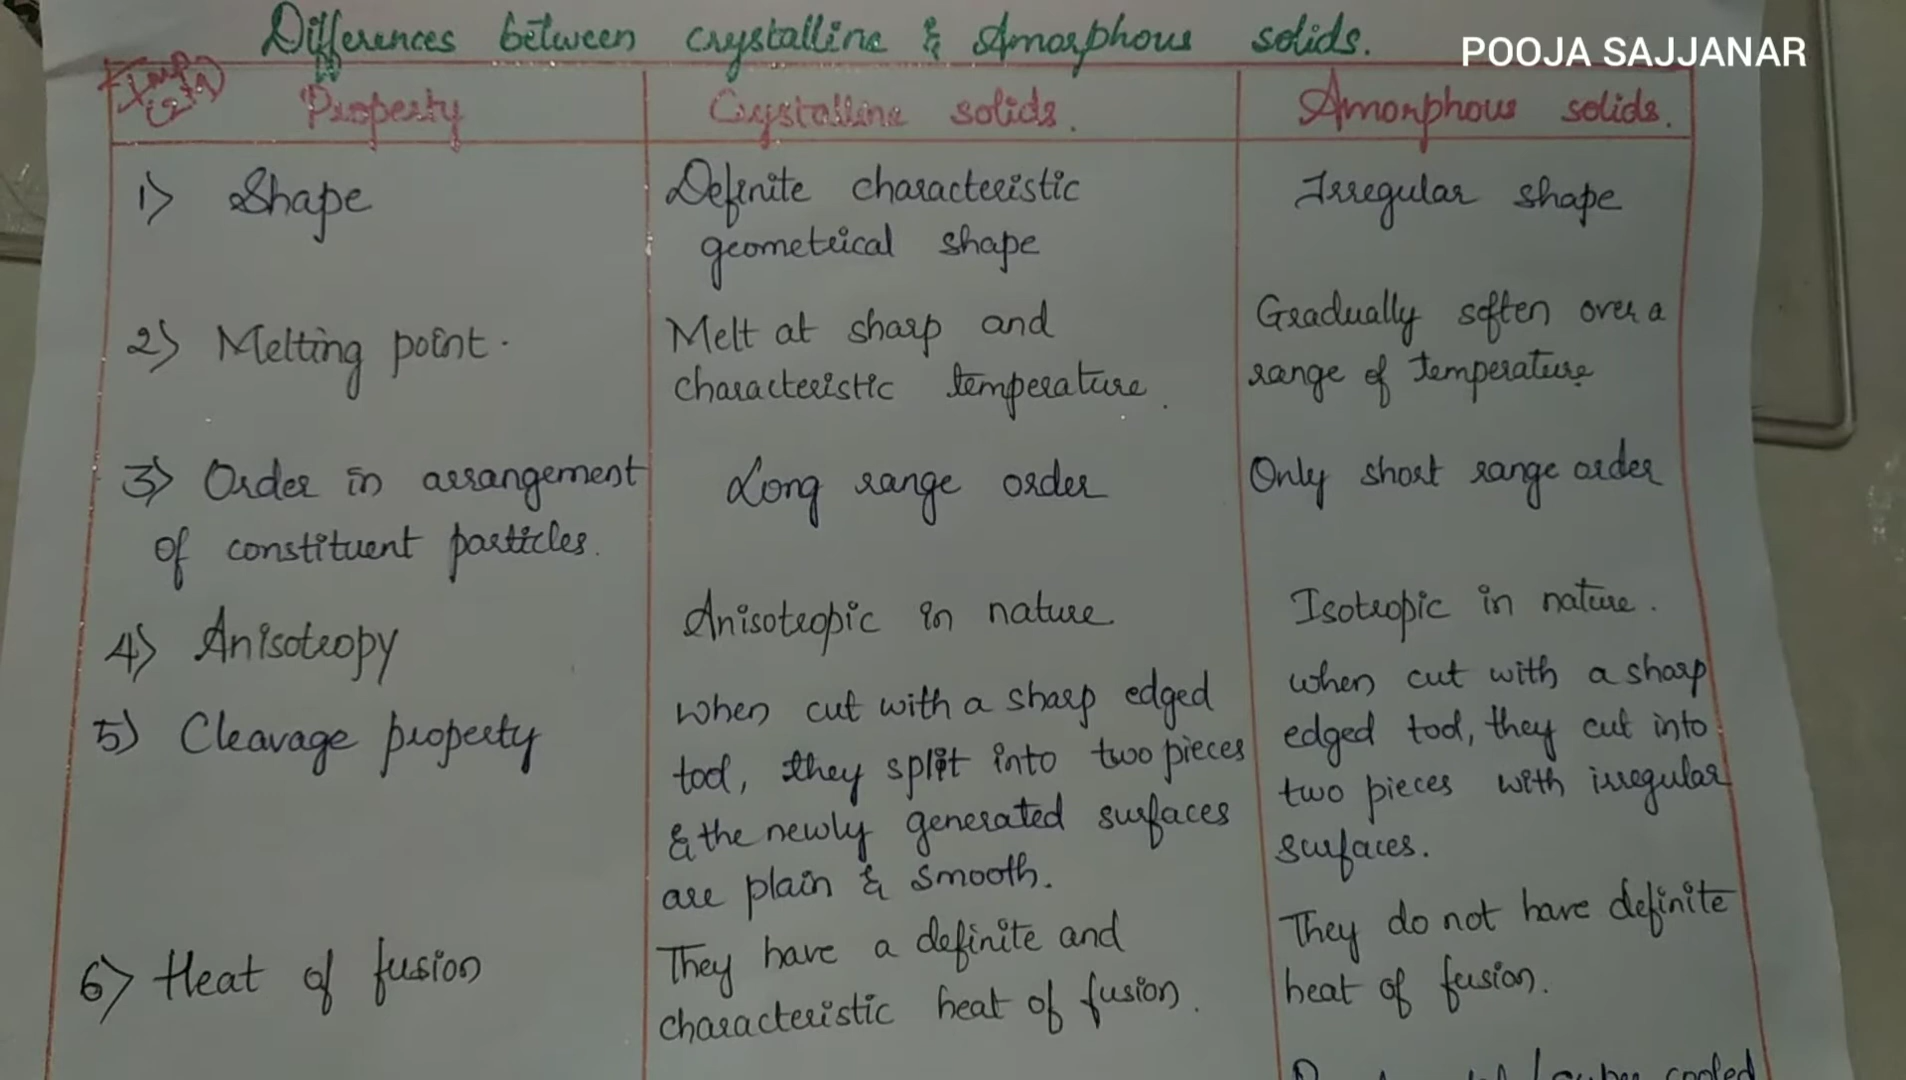 Differences between crystalline & Amorphous solids.
POOJA SAJJANAR
Property
Crystalline solids.
Amorphous solids.
1) Shape
Definite characteristic
geometrical shape
Irregular shape
2) Melting point.
Melt at sharp and
characteristic temperature.
Gradually soften over a
range of temperature
3) Order in arrangement
of constituent particles.
Long range order
Only short range order
4) Anisotropy
Anisotropic in nature
Isotropic in nature.
5) Cleavage property
when cut with a sharp edged
tool, they split into two pieces
& the newly generated surfaces
are plain & smooth.
when cut with a sharp
edged tool, they cut into
two pieces with irregular
surfaces.
6) Heat of fusion
They have a definite and
characteristic heat of fusion.
They do not have definite
heat of fusion.
cooled